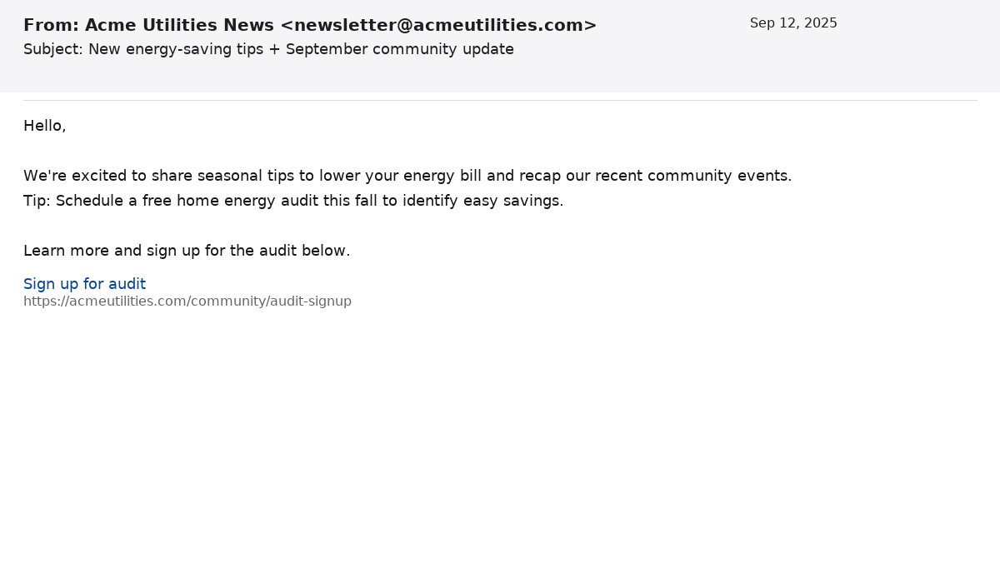 From: Acme Utilities News <newsletter@acmeutilities.com>
Sep 12, 2025
Subject: New energy-saving tips + September community update
Hello,
We're excited to share seasonal tips to lower your energy bill and recap our recent community events.
Tip: Schedule a free home energy audit this fall to identify easy savings.
Learn more and sign up for the audit below.
Sign up for audit
https://acmeutilities.com/community/audit-signup